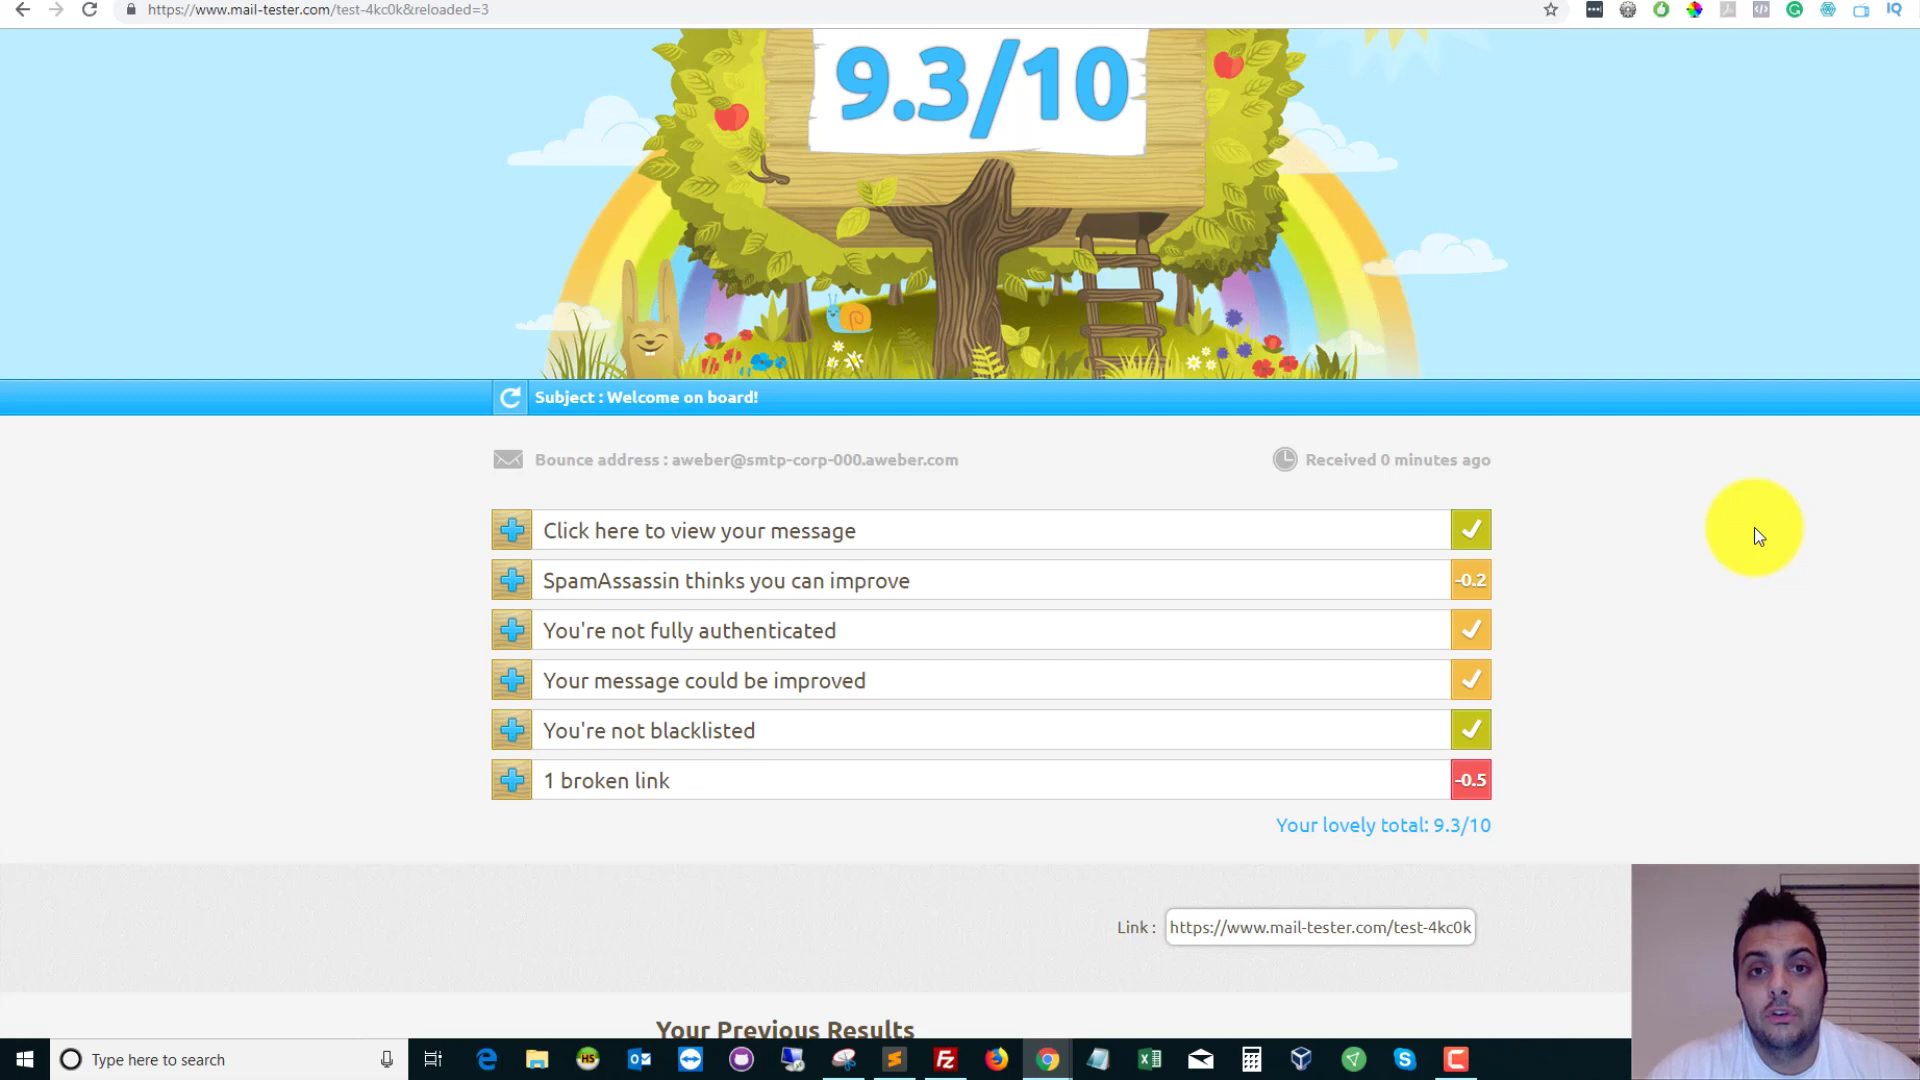 https://www.mail-tester.com/test-4kc0k&reloaded=3
IQ
9.3/10
Subject : Welcome on board!
Bounce address : aweber@smtp-corp-000.aweber.com
Received 0 minutes ago
Click here to view your message
SpamAssassin thinks you can improve
-0.2
You're not fully authenticated
Your message could be improved
You're not blacklisted
1 broken link
-0.5
Your lovely total: 9.3/10
Link :
https://www.mail-tester.com/test-4kc0k
Your Previous Results
Type here to search